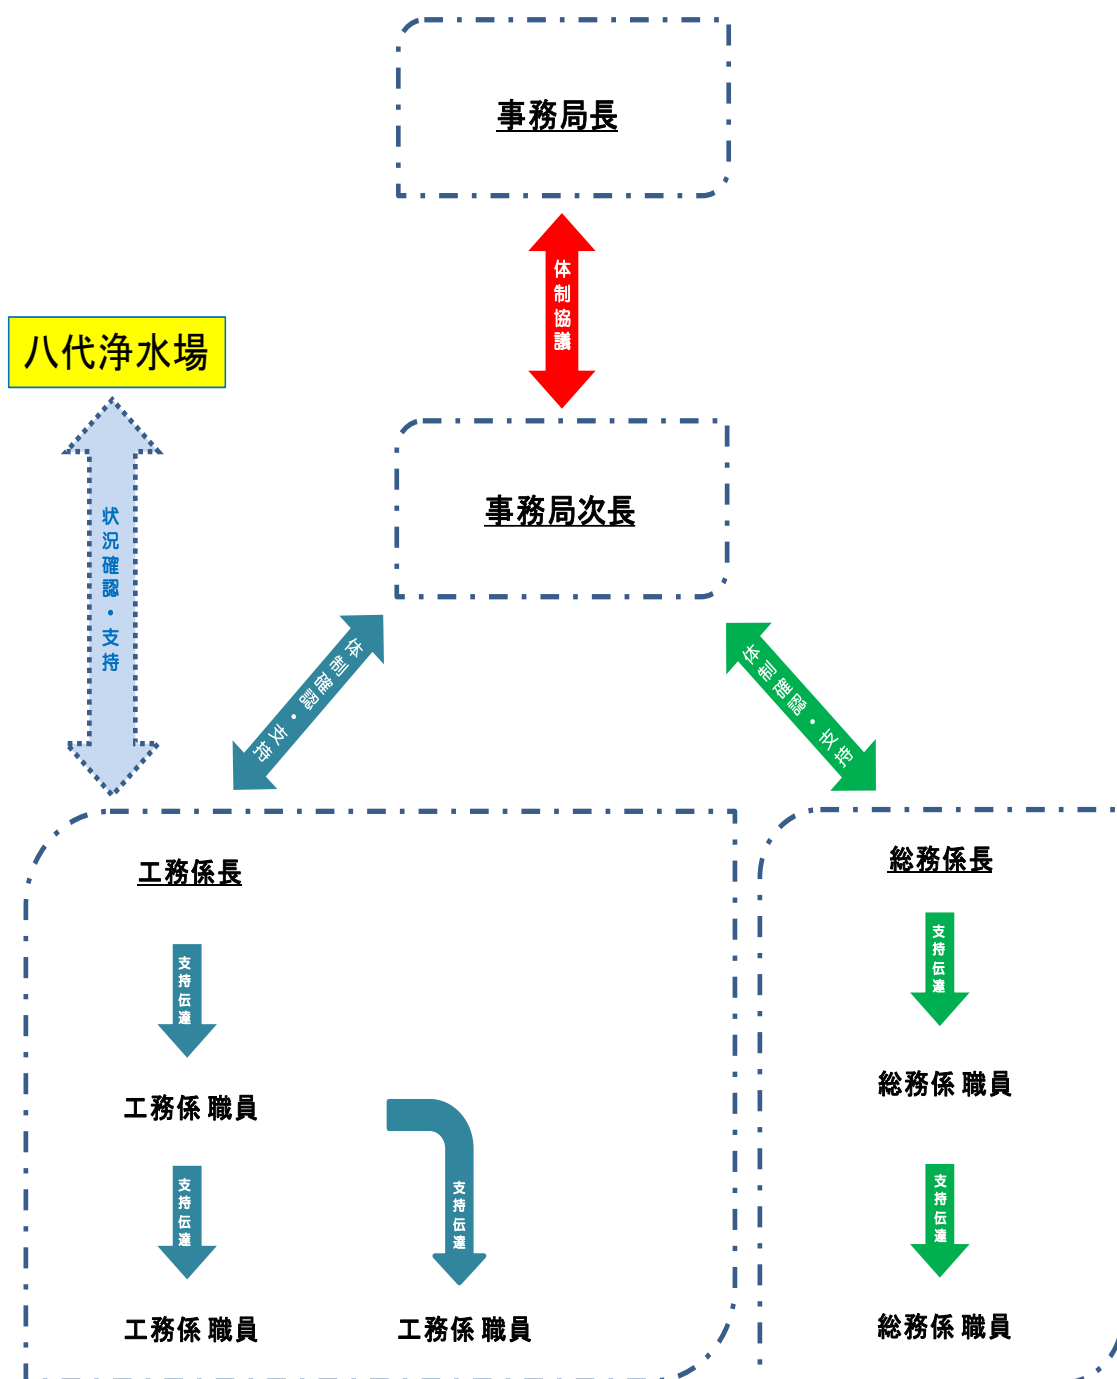 事務局長
体制協議
八代浄水場
事務局次長
状況確認・支持
体制確認・支持
体制確認・支持
工務係長
総務係長
支持伝達
支持伝達
工務係 職員
総務係 職員
支持伝達
支持伝達
支持伝達
工務係 職員
工務係 職員
総務係 職員